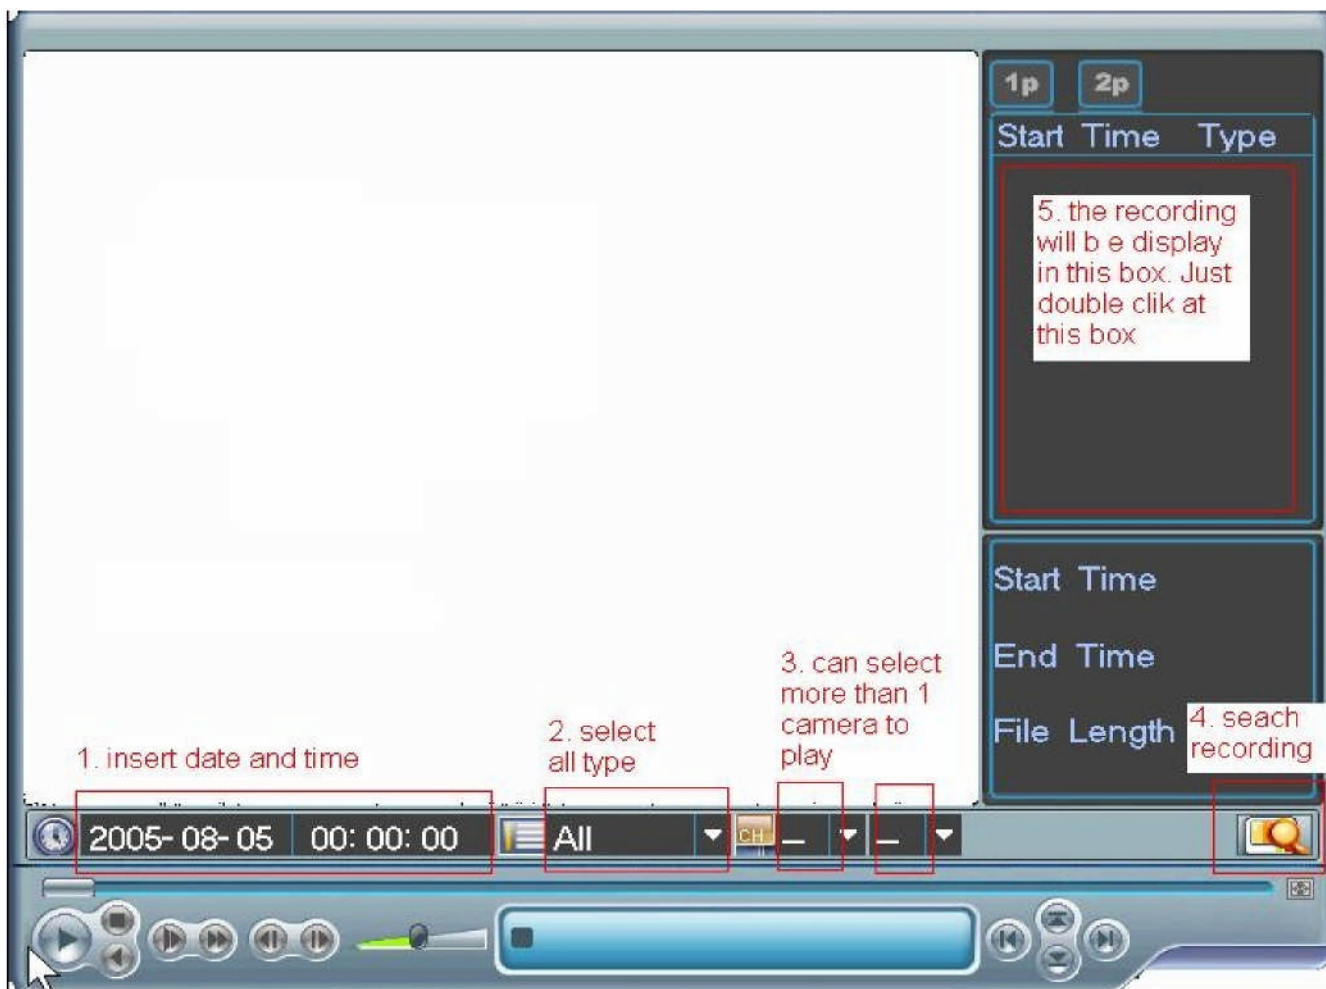 1p 2p
Start Time Type
5. the recording
will b e display
in this box. Just
double clik at
this box
Start Time
End Time
File Length
3. can select
more than 1
camera to
play
4. seach
recording
2. select
all type
1. insert date and time
2005-08-05 00:00:00 All CH